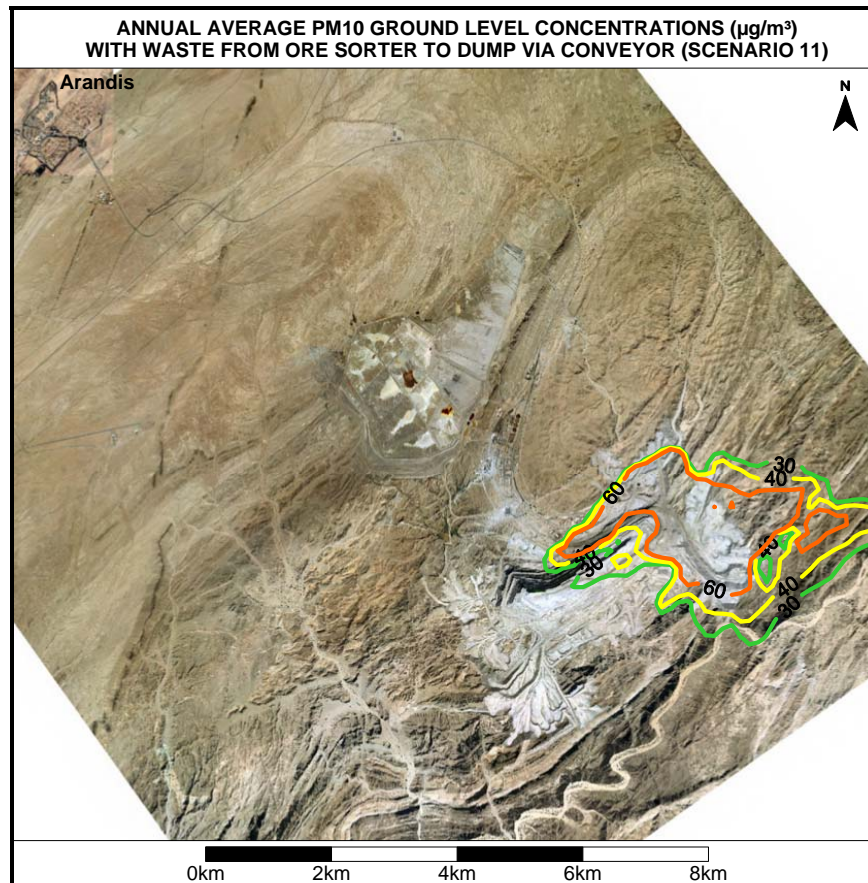 ANNUAL AVERAGE PM10 GROUND LEVEL CONCENTRATIONS (µg/m³)
WITH WASTE FROM ORE SORTER TO DUMP VIA CONVEYOR (SCENARIO 11)
Arandis
N
30
40
60
40
30
60
40
30
0km 2km 4km 6km 8km